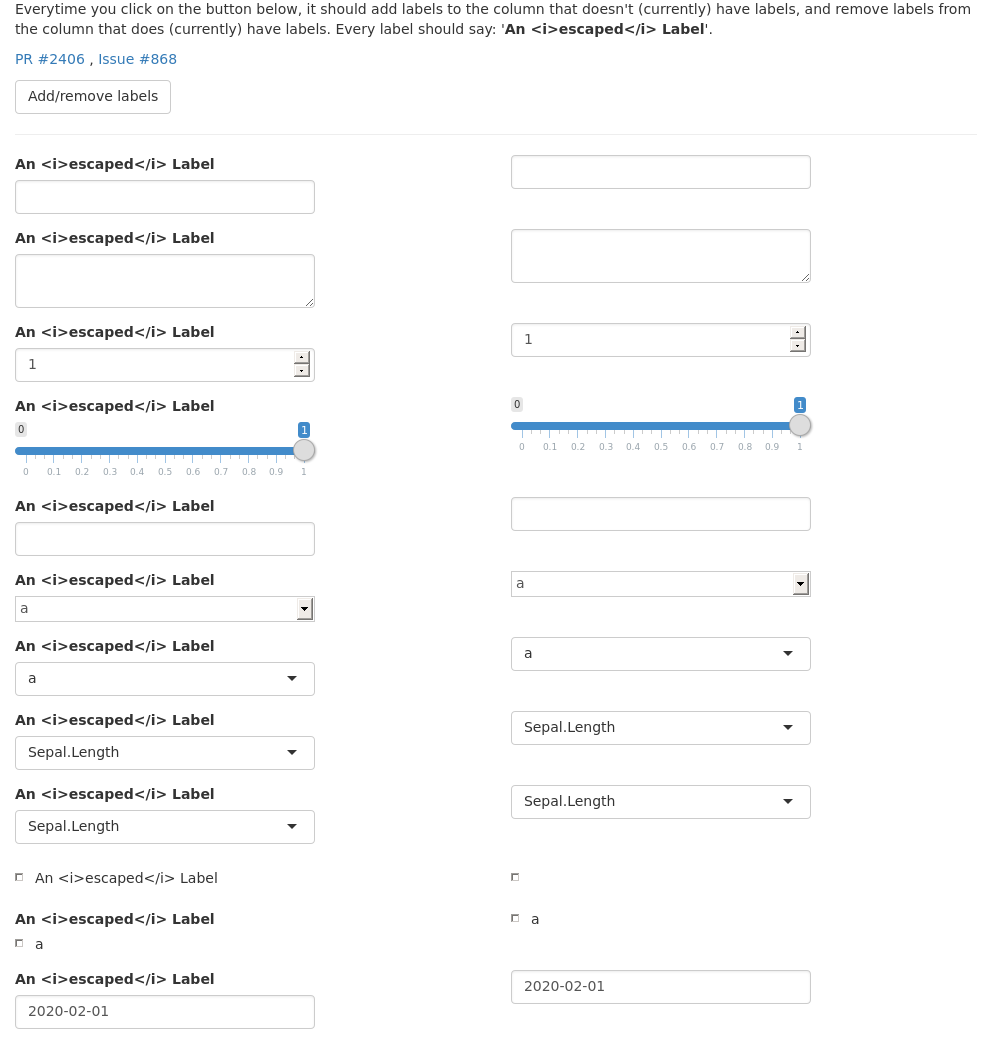 Everytime you click on the button below, it should add labels to the column that doesn't (currently) have labels, and remove labels from
the column that does (currently) have labels. Every label should say: 'An <i>escaped</i> Label'.
PR #2406 , Issue #868
Add/remove labels
An <i>escaped</i> Label
An <i>escaped</i> Label
An <i>escaped</i> Label
1
1
An <i>escaped</i> Label
0 1
0 0.1 0.2 0.3 0.4 0.5 0.6 0.7 0.8 0.9 1
0 1
0 0.1 0.2 0.3 0.4 0.5 0.6 0.7 0.8 0.9 1
An <i>escaped</i> Label
An <i>escaped</i> Label
a
a
An <i>escaped</i> Label
a
a
An <i>escaped</i> Label
Sepal.Length
Sepal.Length
An <i>escaped</i> Label
Sepal.Length
Sepal.Length
An <i>escaped</i> Label
An <i>escaped</i> Label
a
a
An <i>escaped</i> Label
2020-02-01
2020-02-01